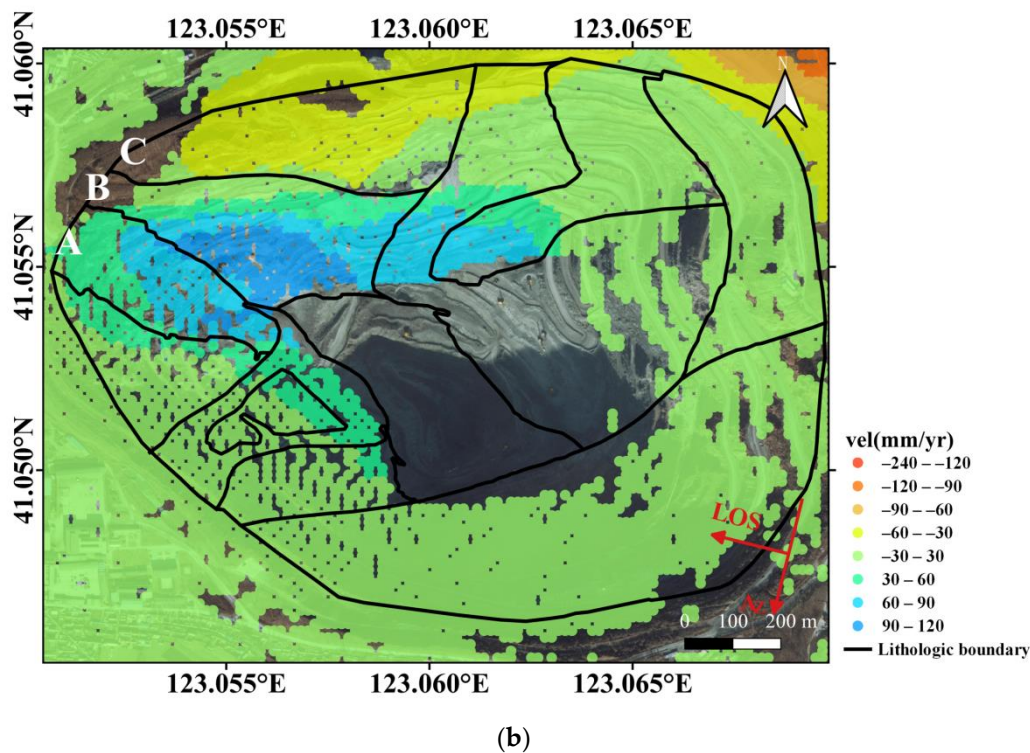 123.055°E 123.060°E 123.065°E
41.060°N
41.055°N
41.050°N
N
C
B
A
LOS
Az
0 100 200 m
vel(mm/yr)
−240 – −120
−120 – −90
−90 – −60
−60 – −30
−30 – 30
30 – 60
60 – 90
90 – 120
Lithologic boundary
123.055°E 123.060°E 123.065°E
(b)